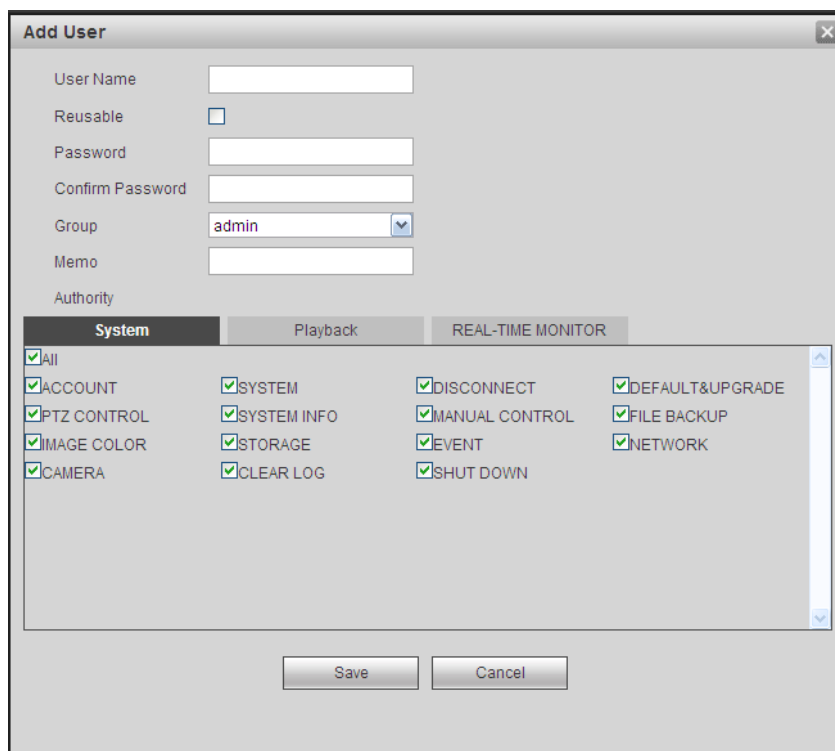 Add User
User Name
Reusable
Password
Confirm Password
Group admin
Memo
Authority
System Playback REAL-TIME MONITOR
All
ACCOUNT SYSTEM DISCONNECT DEFAULT&UPGRADE
PTZ CONTROL SYSTEM INFO MANUAL CONTROL FILE BACKUP
IMAGE COLOR STORAGE EVENT NETWORK
CAMERA CLEAR LOG SHUT DOWN
Save Cancel